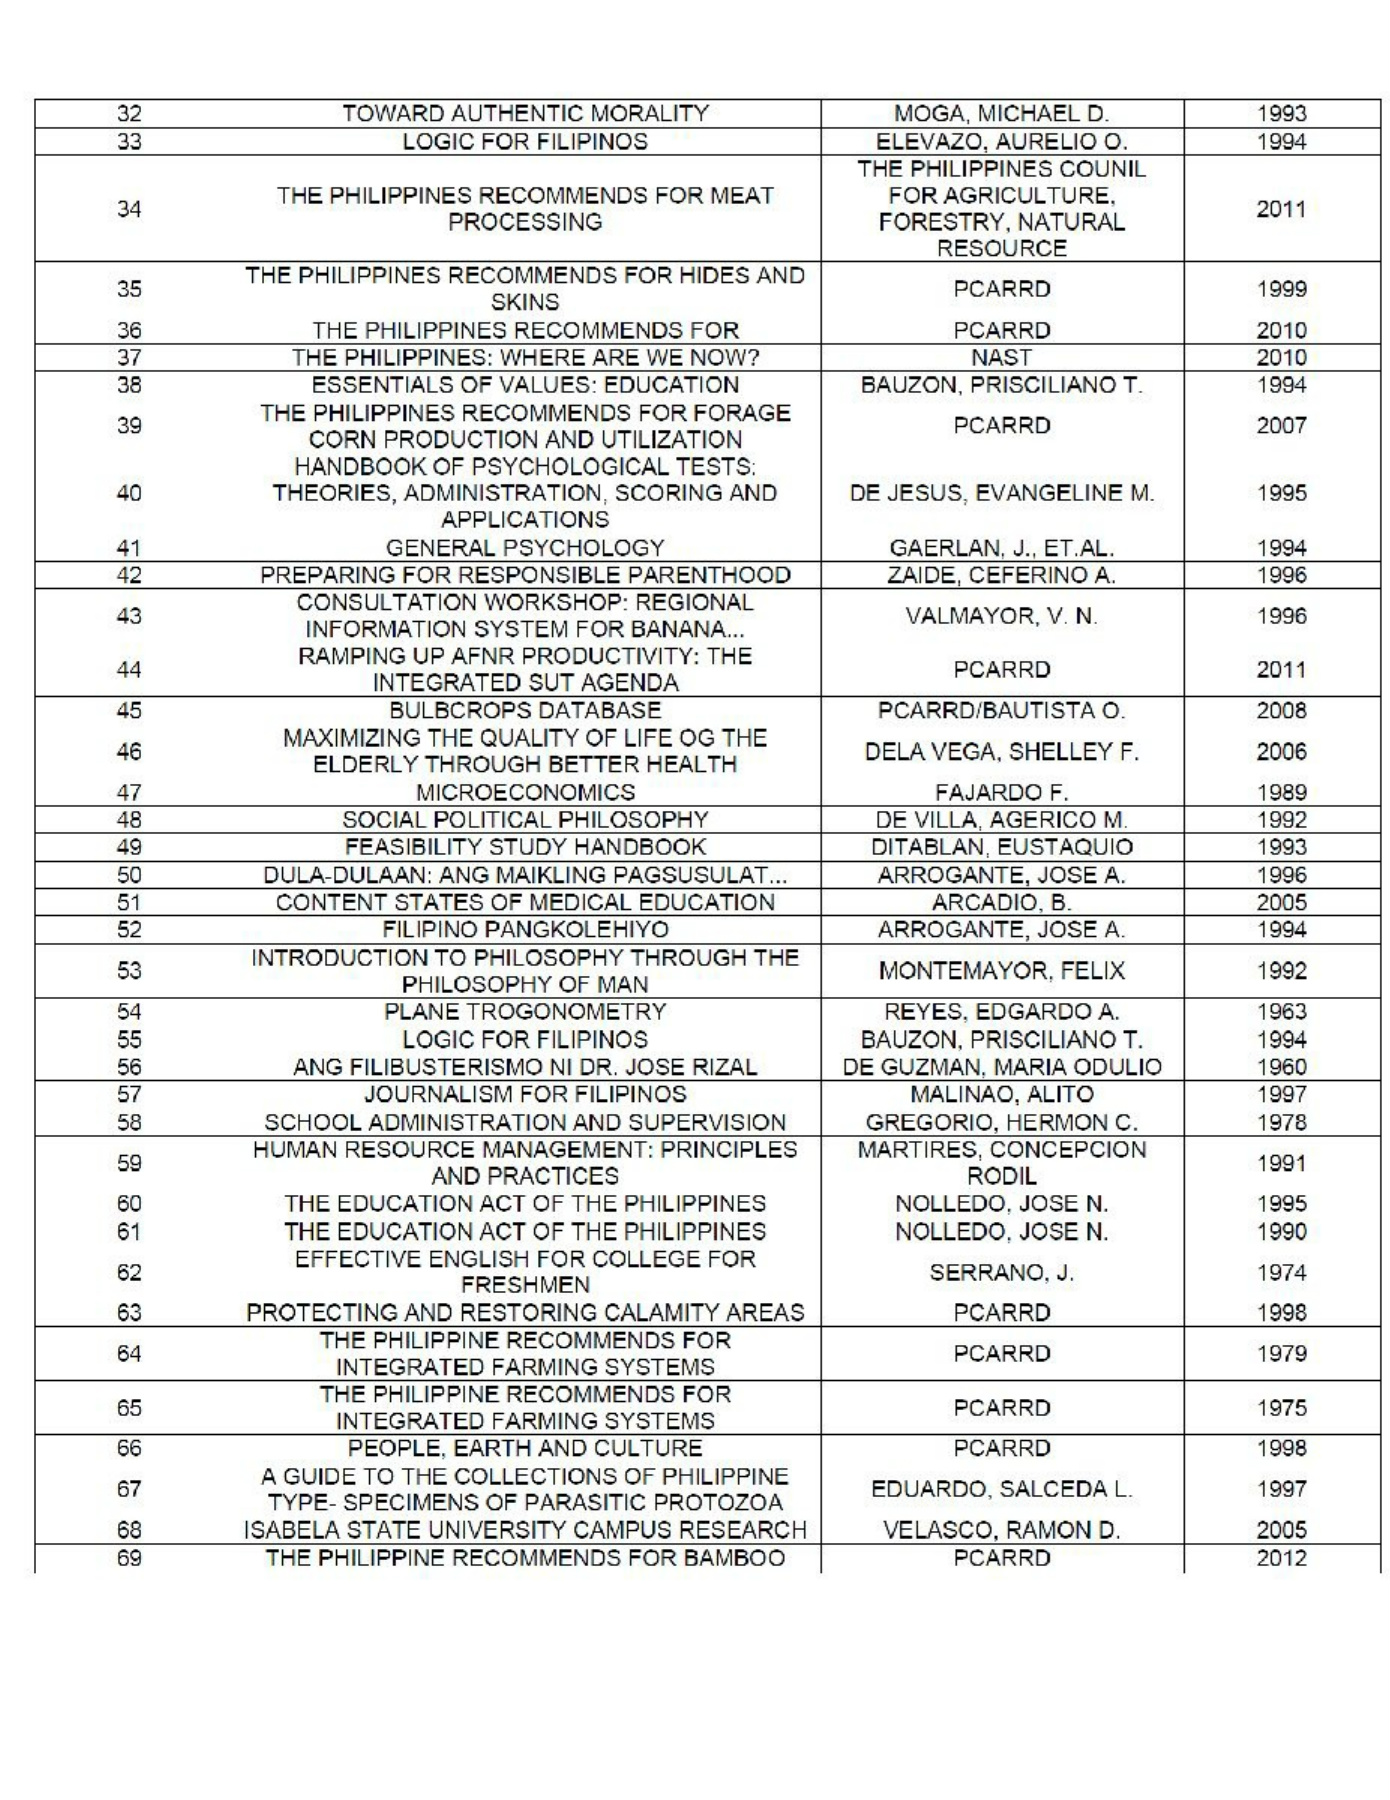 32 TOWARD AUTHENTIC MORALITY MOGA, MICHAEL D. 1993
33 LOGIC FOR FILIPINOS ELEVAZO, AURELIO O. 1994
34 THE PHILIPPINES RECOMMENDS FOR MEAT
PROCESSING
THE PHILIPPINES COUNIL
FOR AGRICULTURE,
FORESTRY, NATURAL
RESOURCE
2011
35 THE PHILIPPINES RECOMMENDS FOR HIDES AND
SKINS
PCARRD 1999
36 THE PHILIPPINES RECOMMENDS FOR PCARRD 2010
37 THE PHILIPPINES: WHERE ARE WE NOW? NAST 2010
38 ESSENTIALS OF VALUES: EDUCATION BAUZON, PRISCILIANO T. 1994
39 THE PHILIPPINES RECOMMENDS FOR FORAGE
CORN PRODUCTION AND UTILIZATION
PCARRD 2007
40 HANDBOOK OF PSYCHOLOGICAL TESTS:
THEORIES, ADMINISTRATION, SCORING AND
APPLICATIONS
DE JESUS, EVANGELINE M. 1995
41 GENERAL PSYCHOLOGY GAERLAN, J., ET.AL. 1994
42 PREPARING FOR RESPONSIBLE PARENTHOOD ZAIDE, CEFERINO A. 1996
43 CONSULTATION WORKSHOP: REGIONAL
INFORMATION SYSTEM FOR BANANA...
VALMAYOR, V. N. 1996
44 RAMPING UP AFNR PRODUCTIVITY: THE
INTEGRATED SUT AGENDA
PCARRD 2011
45 BULBCROPS DATABASE PCARRD/BAUTISTA O. 2008
46 MAXIMIZING THE QUALITY OF LIFE OG THE
ELDERLY THROUGH BETTER HEALTH
DELA VEGA, SHELLEY F. 2006
47 MICROECONOMICS FAJARDO F. 1989
48 SOCIAL POLITICAL PHILOSOPHY DE VILLA, AGERICO M. 1992
49 FEASIBILITY STUDY HANDBOOK DITABLAN, EUSTAQUIO 1993
50 DULA-DULAAN: ANG MAIKLING PAGSUSULAT... ARROGANTE, JOSE A. 1996
51 CONTENT STATES OF MEDICAL EDUCATION ARCADIO, B. 2005
52 FILIPINO PANGKOLEHIYO ARROGANTE, JOSE A. 1994
53 INTRODUCTION TO PHILOSOPHY THROUGH THE
PHILOSOPHY OF MAN
MONTEMAYOR, FELIX 1992
54 PLANE TROGONOMETRY REYES, EDGARDO A. 1963
55 LOGIC FOR FILIPINOS BAUZON, PRISCILIANO T. 1994
56 ANG FILIBUSTERISMO NI DR. JOSE RIZAL DE GUZMAN, MARIA ODULIO 1960
57 JOURNALISM FOR FILIPINOS MALINAO, ALITO 1997
58 SCHOOL ADMINISTRATION AND SUPERVISION GREGORIO, HERMON C. 1978
59 HUMAN RESOURCE MANAGEMENT: PRINCIPLES
AND PRACTICES
MARTIRES, CONCEPCION
RODIL
1991
60 THE EDUCATION ACT OF THE PHILIPPINES NOLLEDO, JOSE N. 1995
61 THE EDUCATION ACT OF THE PHILIPPINES NOLLEDO, JOSE N. 1990
62 EFFECTIVE ENGLISH FOR COLLEGE FOR
FRESHMEN
SERRANO, J. 1974
63 PROTECTING AND RESTORING CALAMITY AREAS PCARRD 1998
64 THE PHILIPPINE RECOMMENDS FOR
INTEGRATED FARMING SYSTEMS
PCARRD 1979
65 THE PHILIPPINE RECOMMENDS FOR
INTEGRATED FARMING SYSTEMS
PCARRD 1975
66 PEOPLE, EARTH AND CULTURE PCARRD 1998
67 A GUIDE TO THE COLLECTIONS OF PHILIPPINE
TYPE- SPECIMENS OF PARASITIC PROTOZOA
EDUARDO, SALCEDA L. 1997
68 ISABELA STATE UNIVERSITY CAMPUS RESEARCH VELASCO, RAMON D. 2005
69 THE PHILIPPINE RECOMMENDS FOR BAMBOO PCARRD 2012